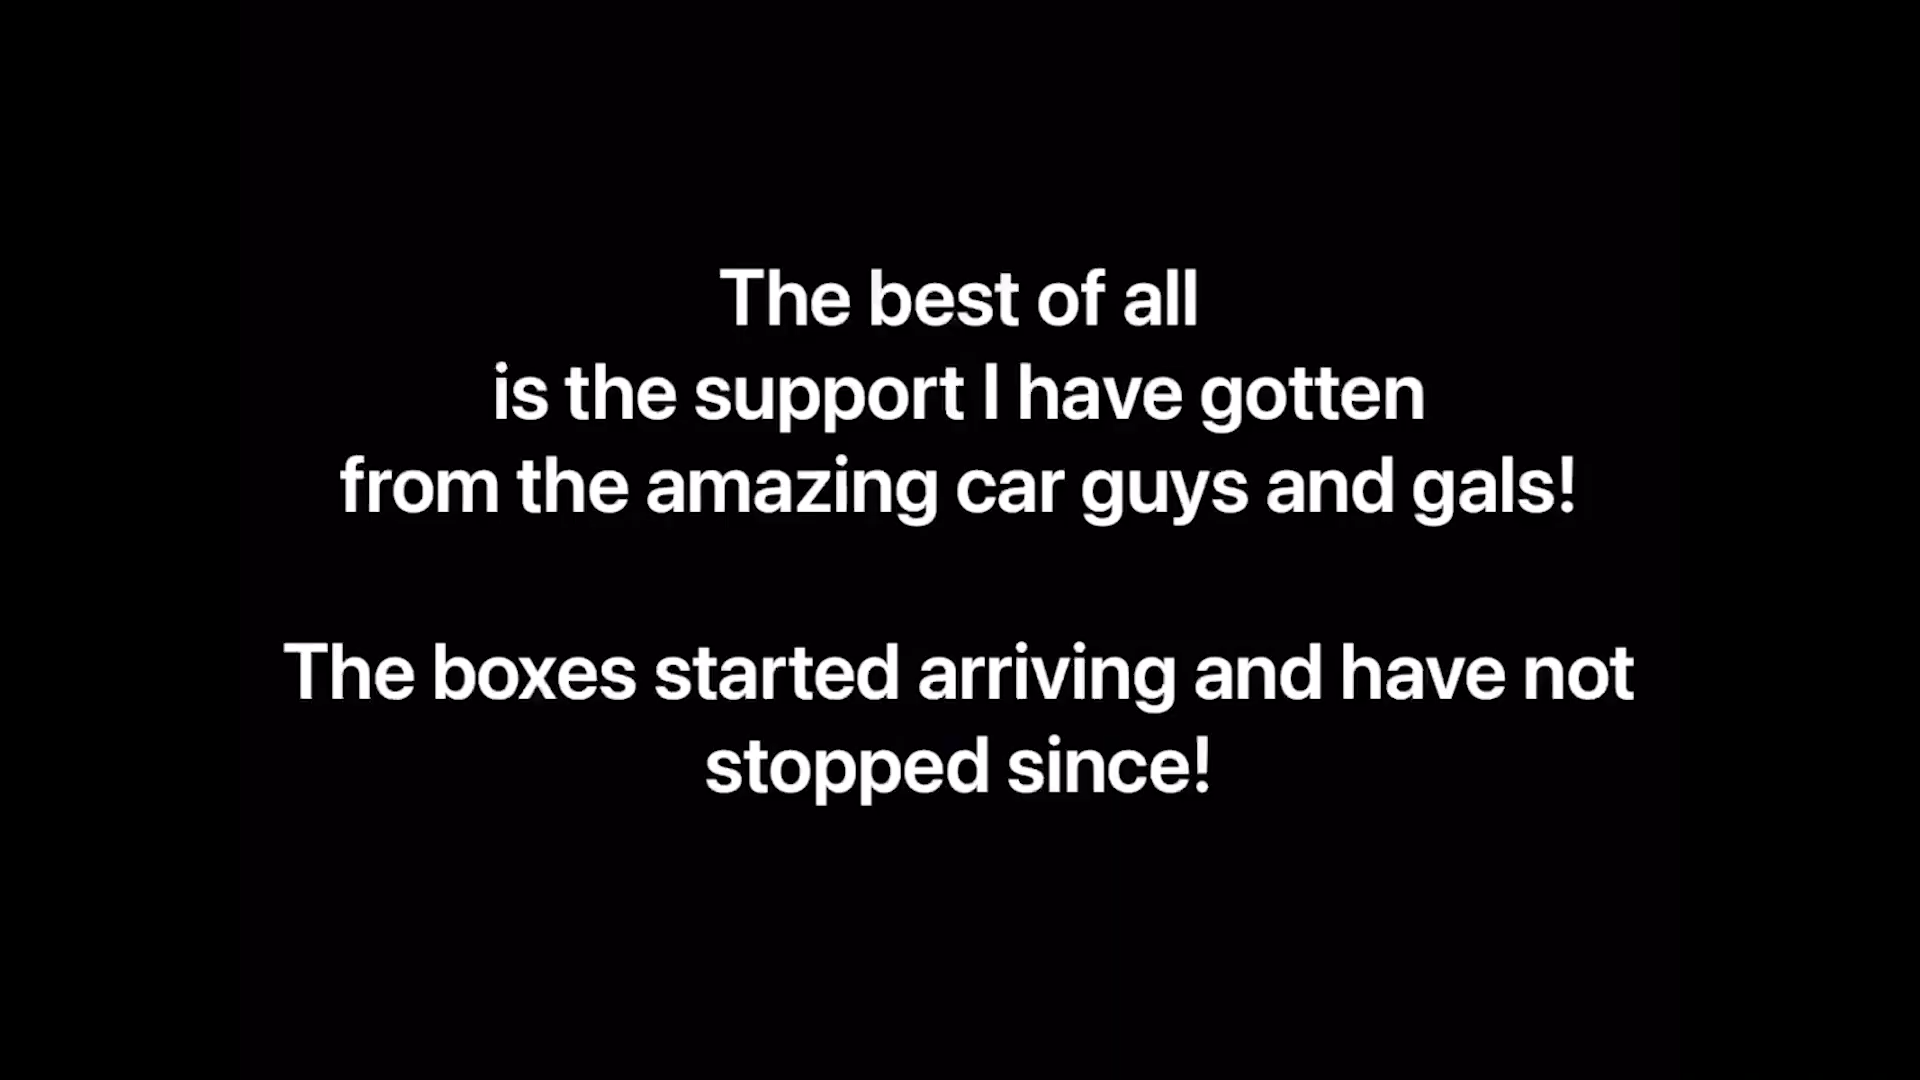 The best of all
is the support I have gotten
from the amazing car guys and gals!
The boxes started arriving and have not
stopped since!